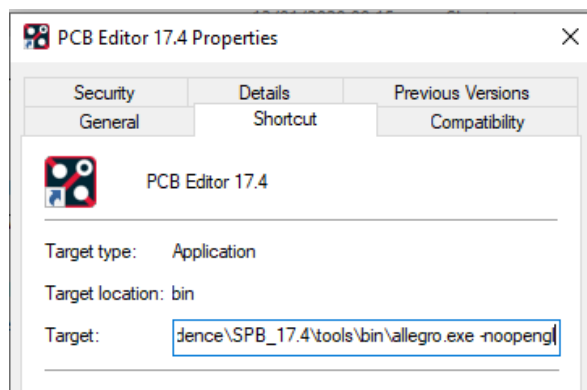 PCB Editor 17.4 Properties
Security Details Previous Versions
General Shortcut Compatibility
PCB Editor 17.4
Target type: Application
Target location: bin
Target: dence\SPB_17.4\tools\bin\allegro.exe -noopengl